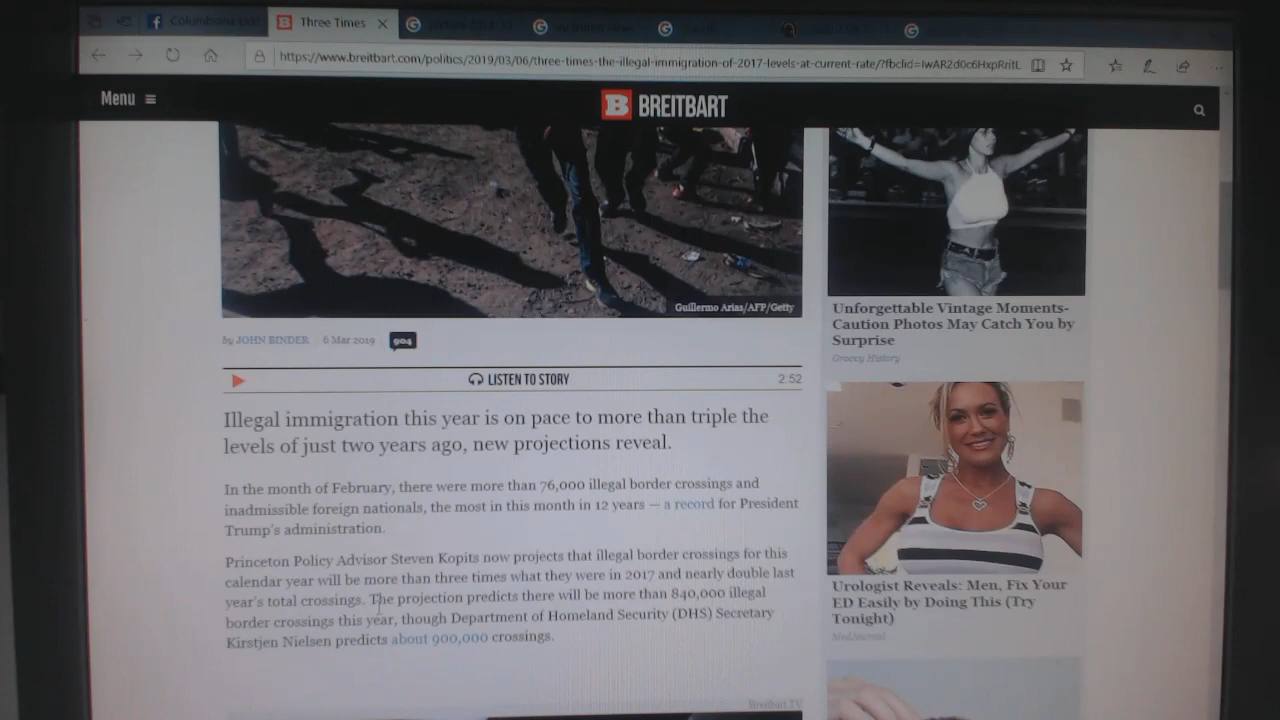 Three Times
https://www.breitbart.com/politics/2019/03/06/three-times-the-illegal-immigration-of-2017-levels-at-current-rate/?fbclid=IwAR2d0c6HxpRritL
Menu
B BREITBART
Guillermo Arias/AFP/Getty
by JOHN BINDER 6 Mar 2019 904
LISTEN TO STORY 2:52
Illegal immigration this year is on pace to more than triple the
levels of just two years ago, new projections reveal.
In the month of February, there were more than 76,000 illegal border crossings and
inadmissible foreign nationals, the most in this month in 12 years — a record for President
Trump's administration.
Princeton Policy Advisor Steven Kopits now projects that illegal border crossings for this
calendar year will be more than three times what they were in 2017 and nearly double last
year's total crossings. The projection predicts there will be more than 840,000 illegal
border crossings this year, though Department of Homeland Security (DHS) Secretary
Kirstjen Nielsen predicts about 900,000 crossings.
Breitbart TV
Unforgettable Vintage Moments-
Caution Photos May Catch You by
Surprise
Groovy History
Urologist Reveals: Men, Fix Your
ED Easily by Doing This (Try
Tonight)
MedJournal